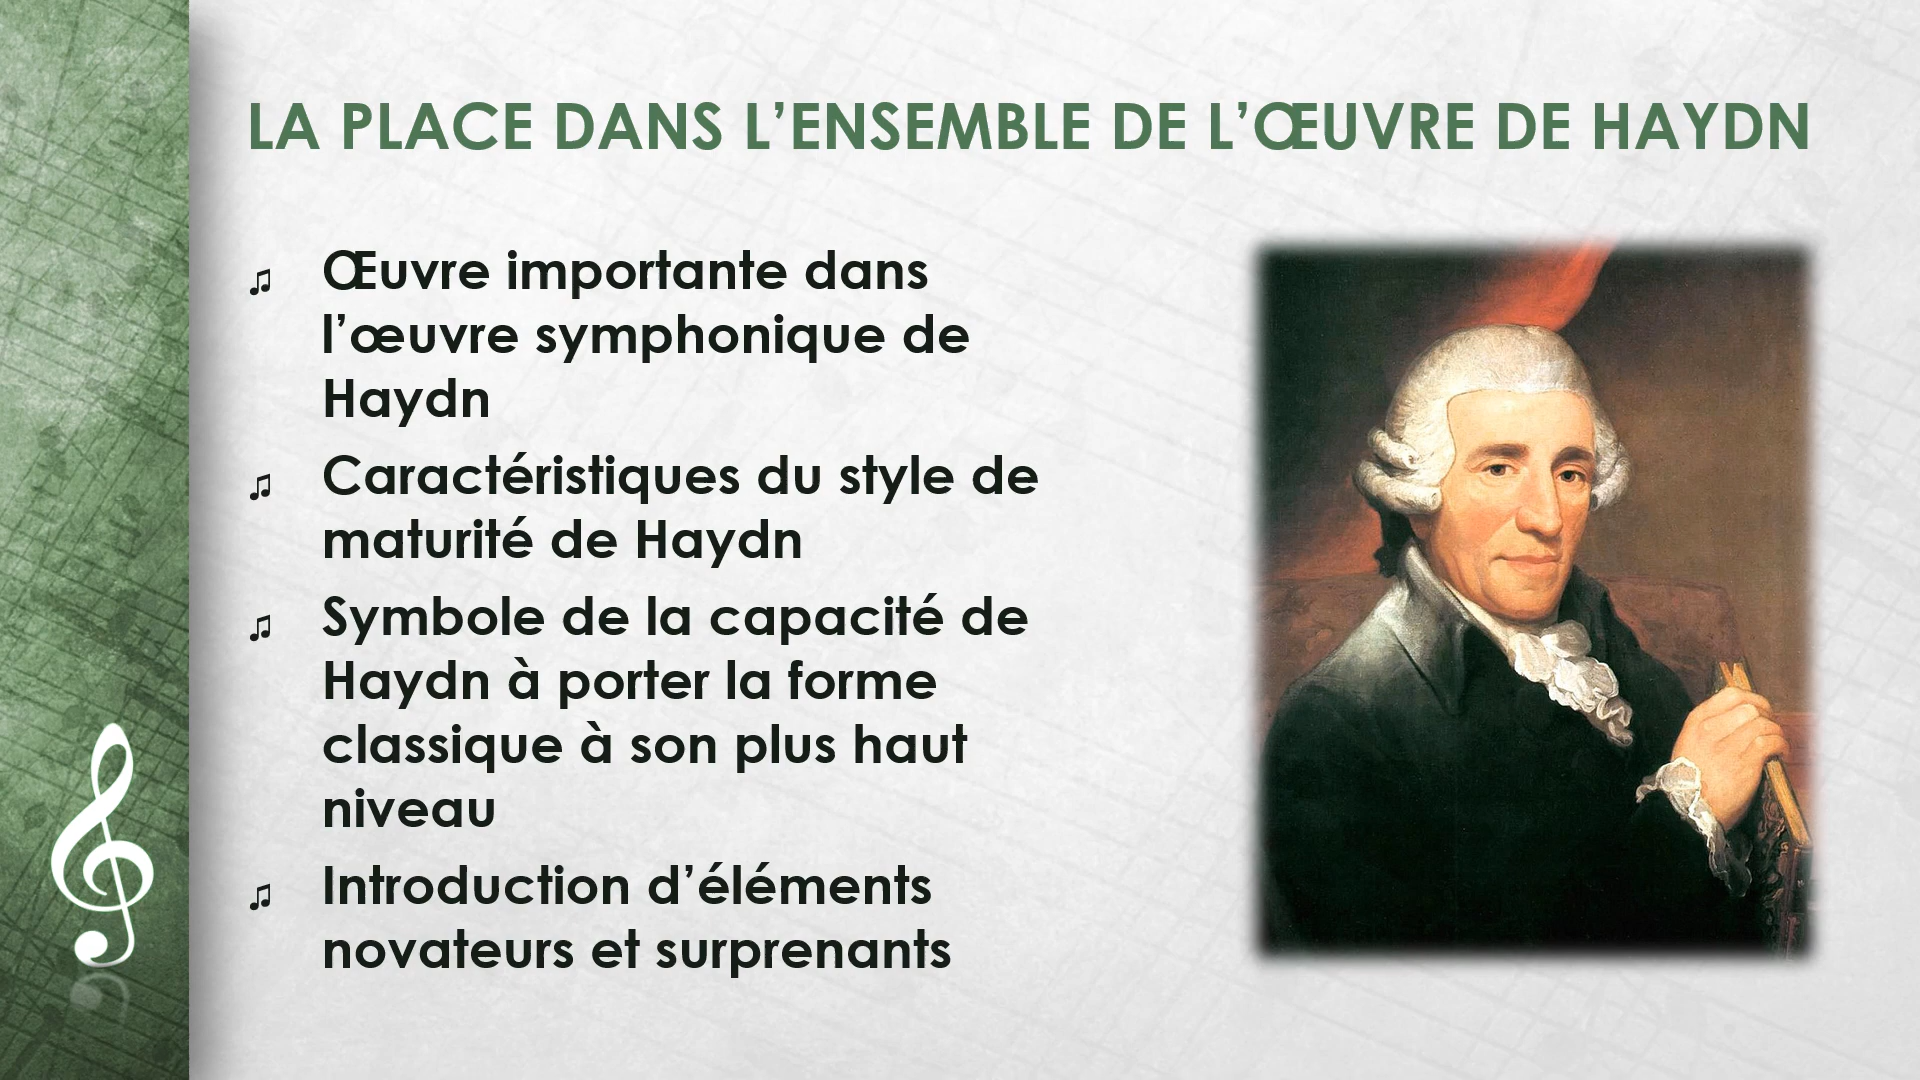 LA PLACE DANS L’ENSEMBLE DE L’ŒUVRE DE HAYDN
♫ Œuvre importante dans
l’œuvre symphonique de
Haydn
♫ Caractéristiques du style de
maturité de Haydn
♫ Symbole de la capacité de
Haydn à porter la forme
classique à son plus haut
niveau
♫ Introduction d’éléments
novateurs et surprenants